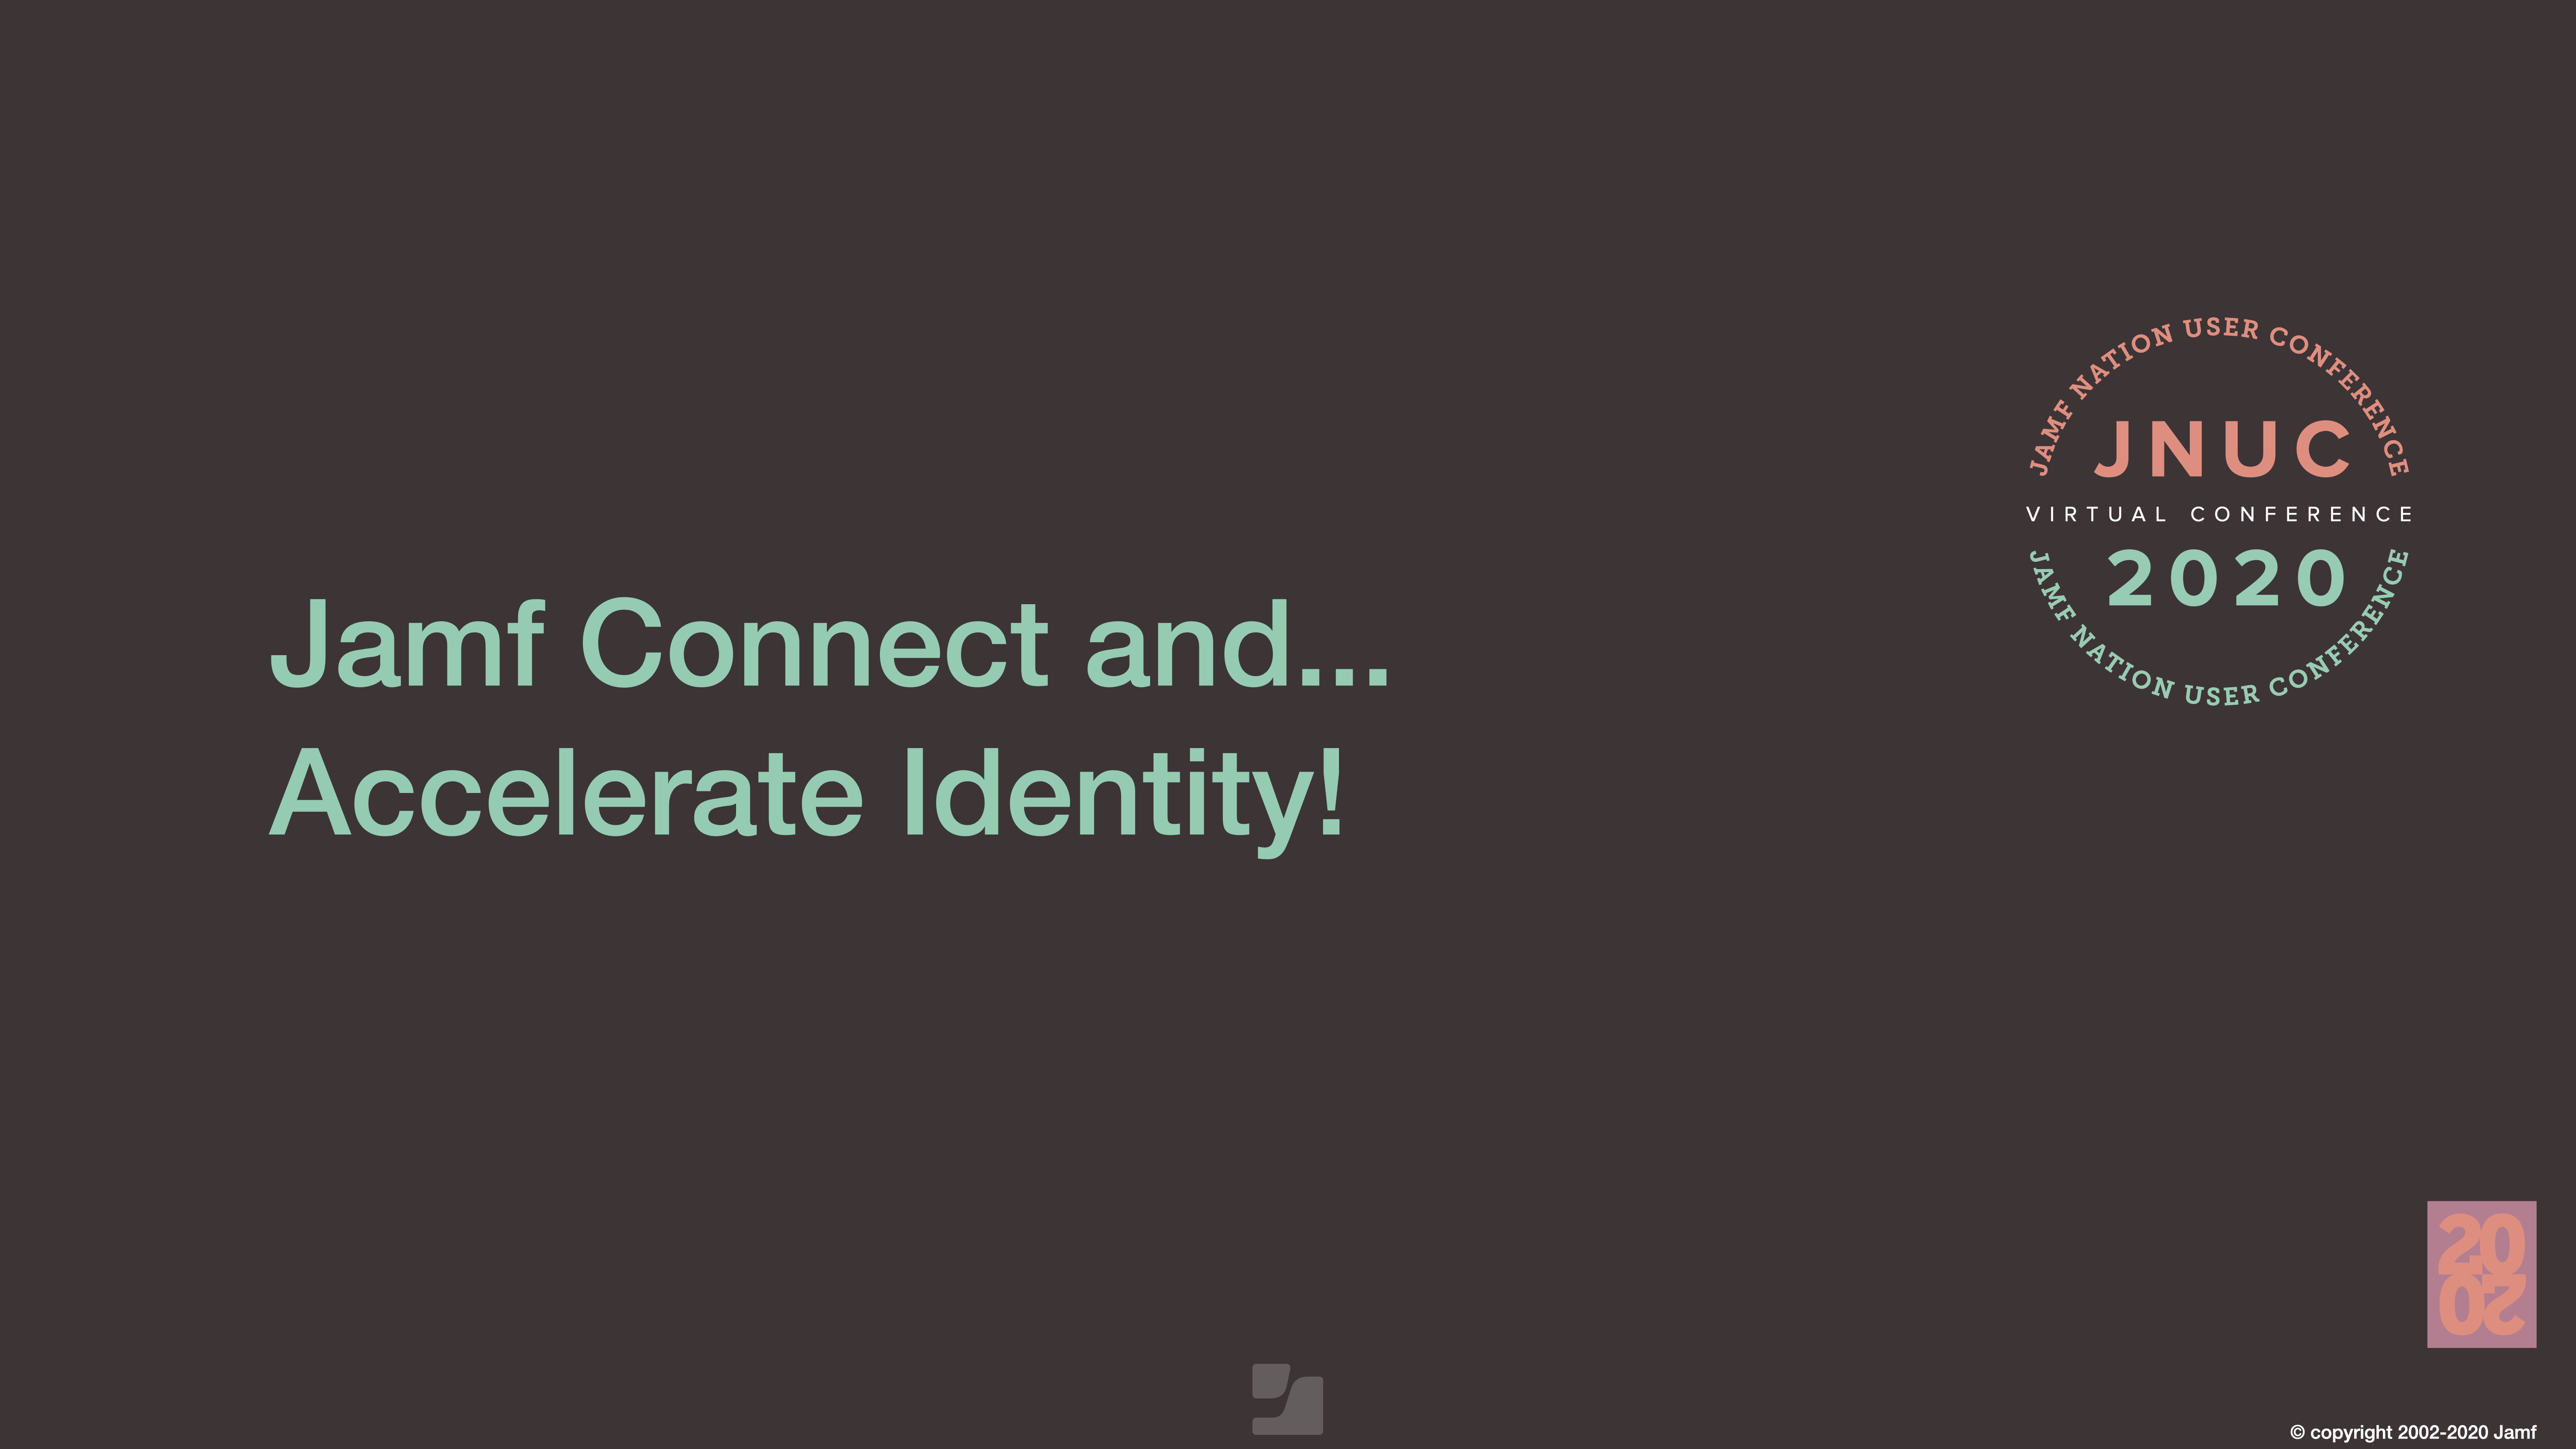 Jamf Connect and...
Accelerate Identity!
JAMF NATION USER CONFERENCE
JNUC
VIRTUAL CONFERENCE
2020
JAMF NATION USER CONFERENCE
20
20
© copyright 2002-2020 Jamf